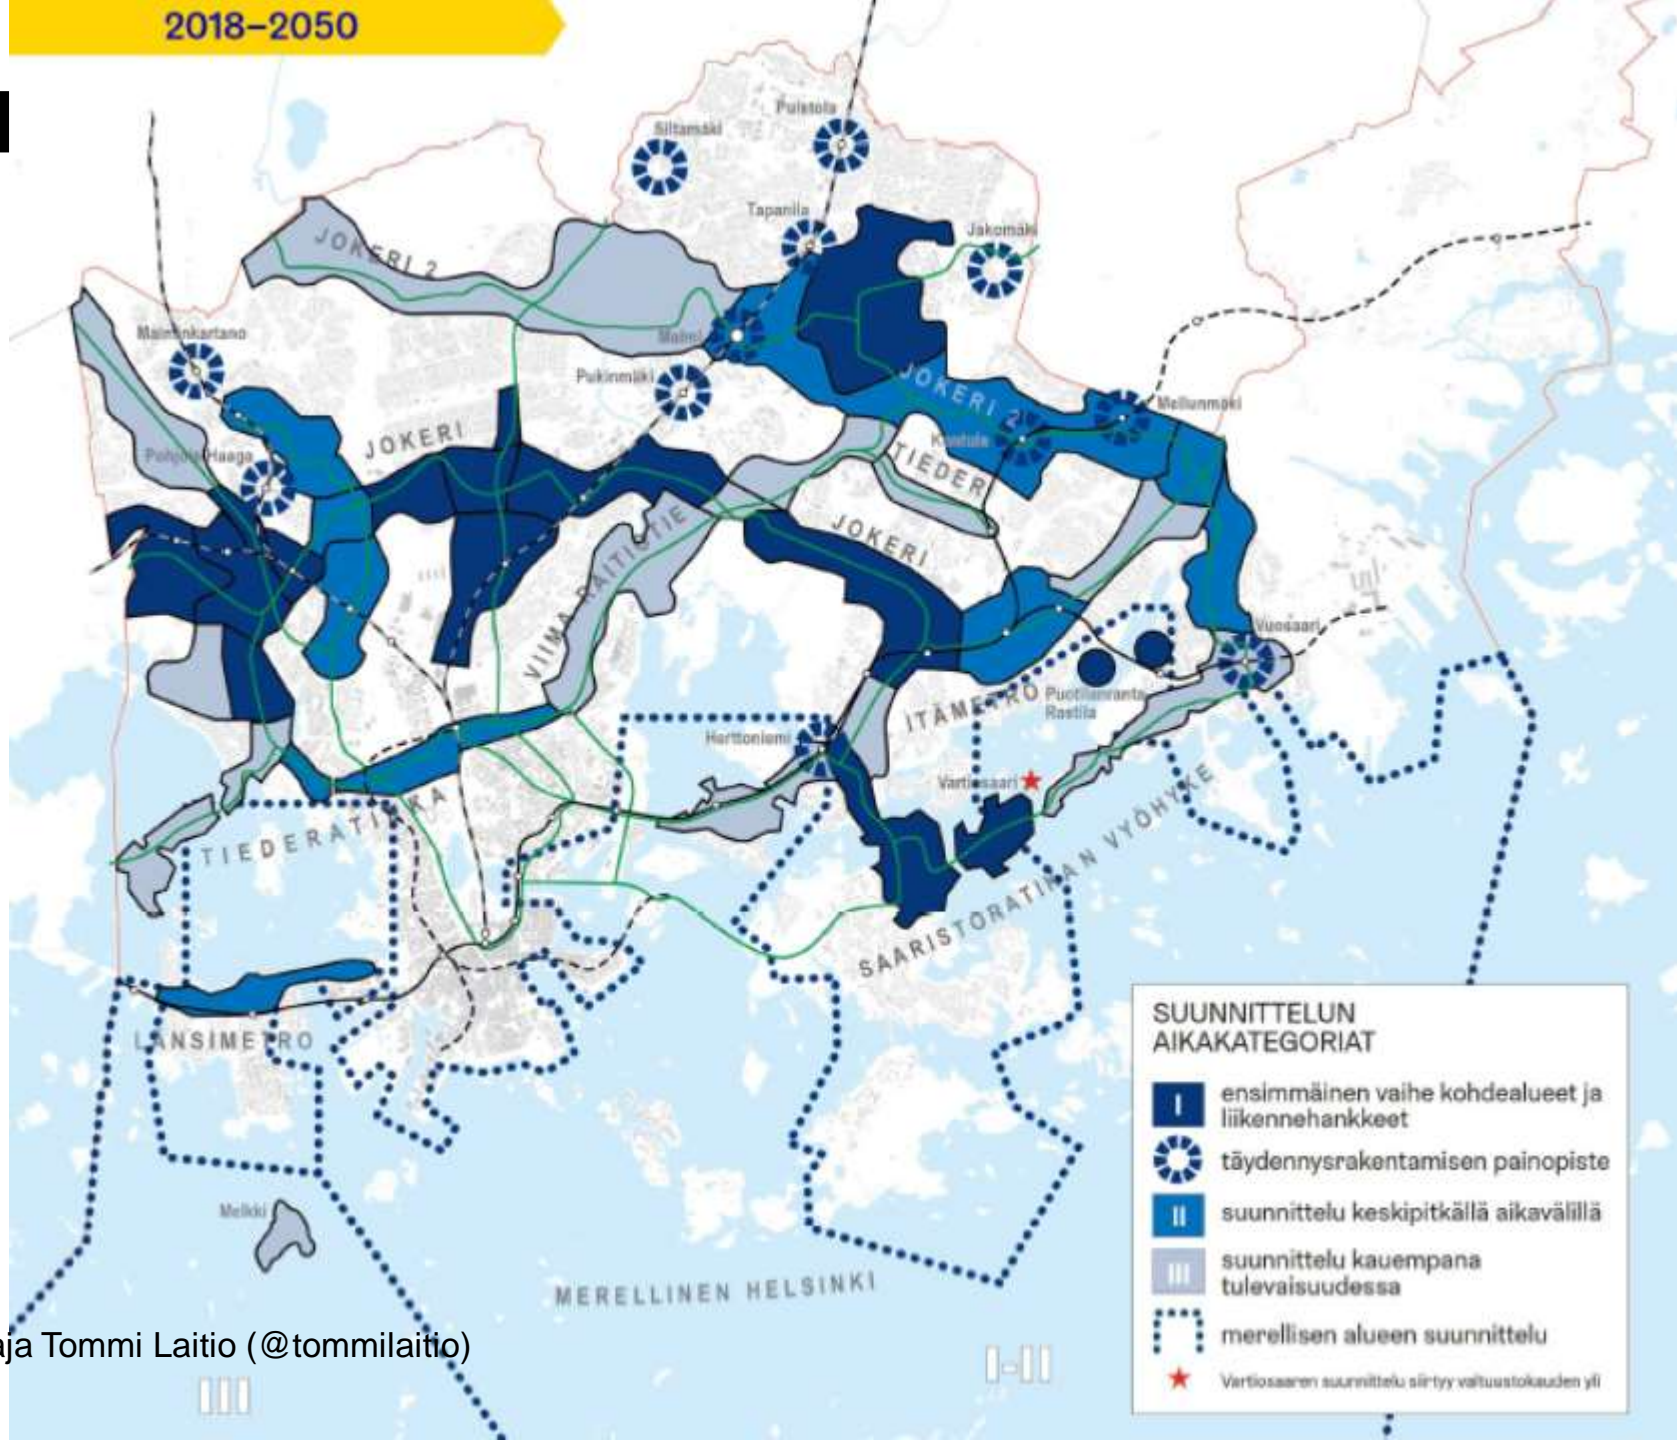 2018–2050
Puistola
Siltamäki
Tapanila
Jakomäki
JOKERI 2
Malminkartano
Malmi
Pukinmäki
JOKERI 2
Mellunmäki
Kontula
JOKERI
Pohjois-Haaga
TIEDER
JOKERI
VIIMA RAITIOTIE
Vuosaari
ITÄMETRO
Puotilanranta
Rastila
Herttoniemi
Vartiosaari
TIEDERATIKKA
SAARISTORATIKAN VYÖHYKE
LÄNSIMETRO
SUUNNITTELUN
AIKAKATEGORIAT
I
ensimmäinen vaihe kohdealueet ja
liikennehankkeet
täydennysrakentamisen painopiste
II
suunnittelu keskipitkällä aikavälillä
III
suunnittelu kauempana
tulevaisuudessa
merellisen alueen suunnittelu
Vartiosaaren suunnittelu siirtyy valtuustokauden yli
Melkki
MERELLINEN HELSINKI
aja Tommi Laitio (@tommilaitio)
III
I-II